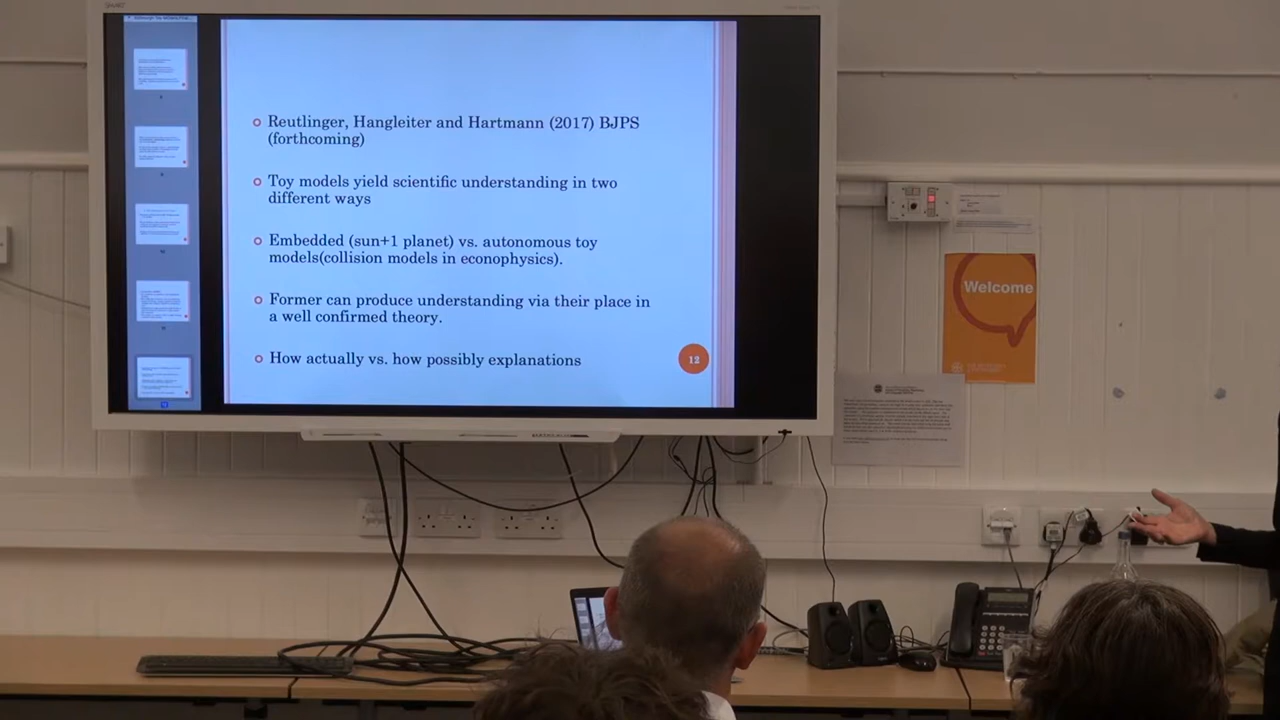 SMART
Reutlinger, Hangleiter and Hartmann (2017) BJPS
(forthcoming)
Toy models yield scientific understanding in two
different ways
Embedded (sun+1 planet) vs. autonomous toy
models(collision models in econophysics).
Former can produce understanding via their place in
a well confirmed theory.
How actually vs. how possibly explanations
12
Welcome